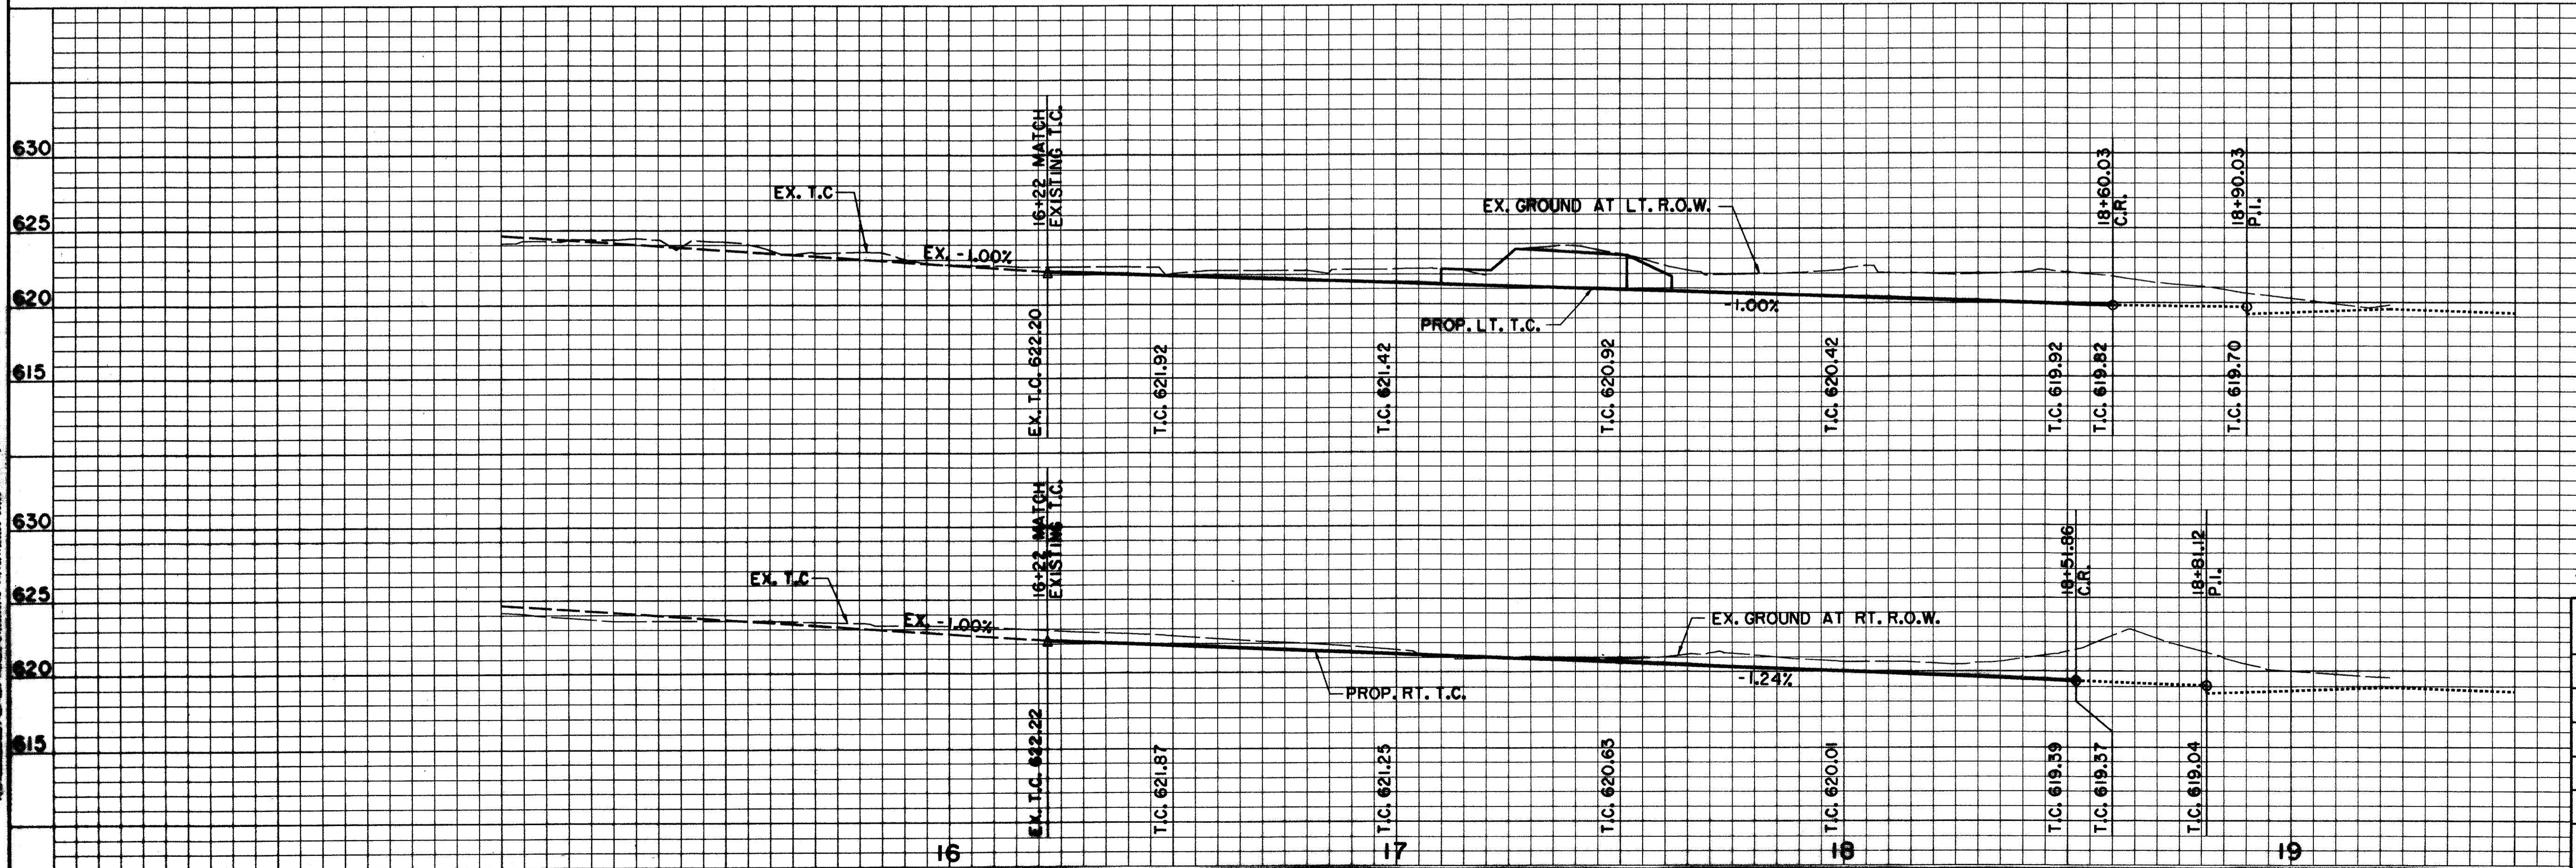 630
625
620
615
EX. T.C
EX. -1.00%
16+22 MATCH
EXISTING T.C.
EX. GROUND AT LT. R.O.W.
PROP. LT. T.C.
-1.00%
18+60.03
C.R.
18+90.03
P.I.
EX. T.C. 622.20
T.C. 621.92
T.C. 621.42
T.C. 620.92
T.C. 620.42
T.C. 619.92
T.C. 619.82
T.C. 619.70
630
625
620
615
EX. T.C
EX. -1.00%
16+22 MATCH
EXISTING T.C.
EX. GROUND AT RT. R.O.W.
PROP. RT. T.C.
-1.24%
18+51.86
C.R.
18+81.12
P.I.
EX. T.C. 622.22
T.C. 621.87
T.C. 621.25
T.C. 620.63
T.C. 620.01
T.C. 619.39
T.C. 619.37
T.C. 619.04
16
17
18
19